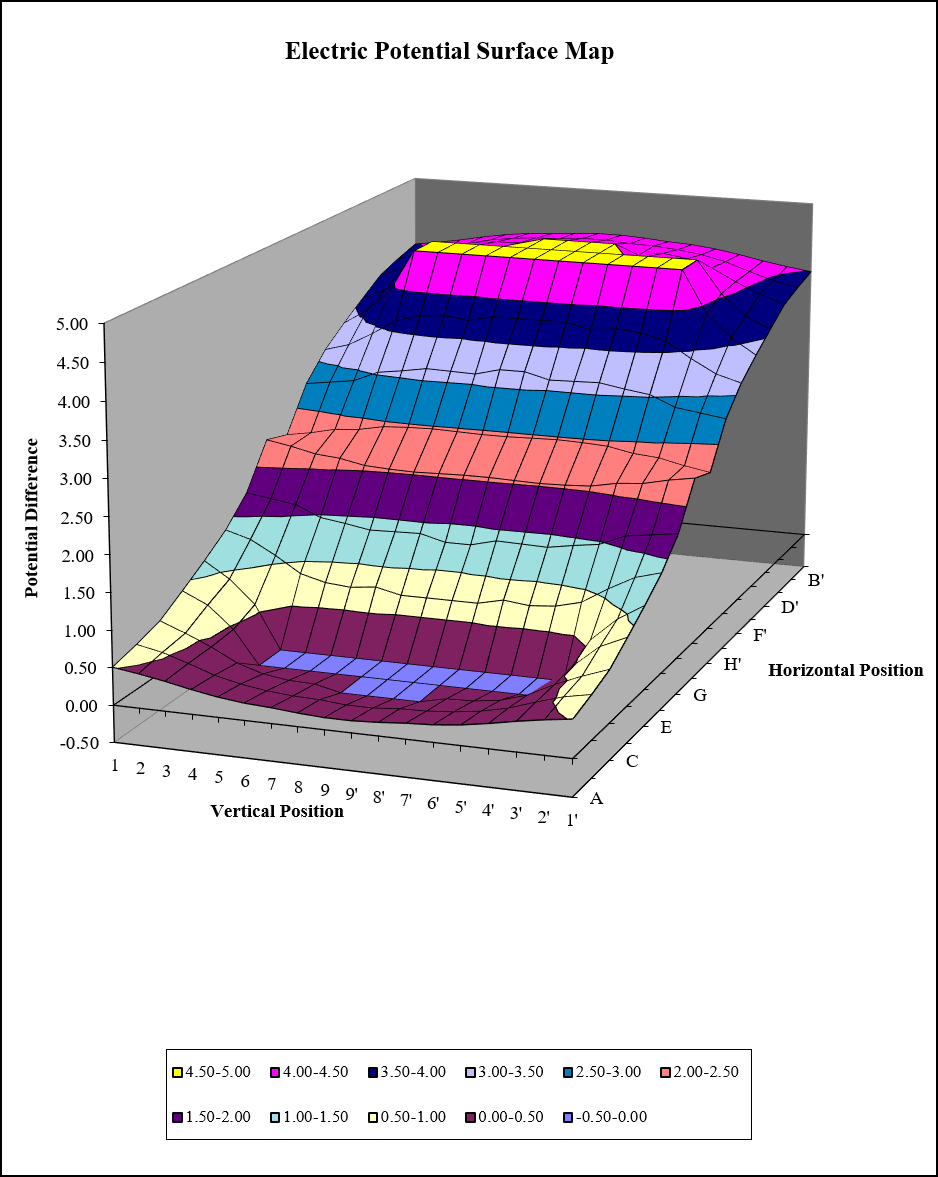 Electric Potential Surface Map
5.00
4.50
4.00
3.50
3.00
2.50
2.00
1.50
1.00
0.50
0.00
-0.50
Potential Difference
1 2 3 4 5 6 7 8 9 9' 8' 7' 6' 5' 4' 3' 2' 1'
Vertical Position
A
C
E
G
H'
F'
D'
B'
Horizontal Position
4.50-5.00 4.00-4.50 3.50-4.00 3.00-3.50 2.50-3.00 2.00-2.50
1.50-2.00 1.00-1.50 0.50-1.00 0.00-0.50 -0.50-0.00